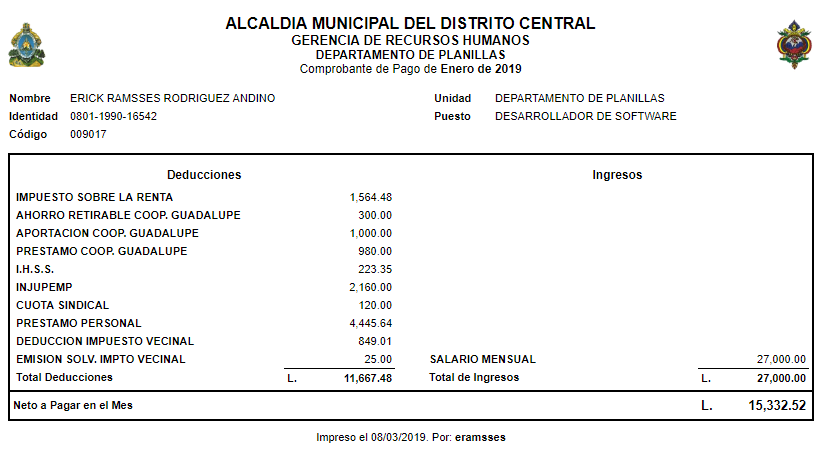 ALCALDIA MUNICIPAL DEL DISTRITO CENTRAL
GERENCIA DE RECURSOS HUMANOS
DEPARTAMENTO DE PLANILLAS
Comprobante de Pago de Enero de 2019
Nombre ERICK RAMSSES RODRIGUEZ ANDINO Unidad DEPARTAMENTO DE PLANILLAS
Identidad 0801-1990-16542 Puesto DESARROLLADOR DE SOFTWARE
Código 009017
Deducciones Ingresos
IMPUESTO SOBRE LA RENTA 1,564.48
AHORRO RETIRABLE COOP. GUADALUPE 300.00
APORTACION COOP. GUADALUPE 1,000.00
PRESTAMO COOP. GUADALUPE 980.00
I.H.S.S. 223.35
INJUPEMP 2,160.00
CUOTA SINDICAL 120.00
PRESTAMO PERSONAL 4,445.64
DEDUCCION IMPUESTO VECINAL 849.01
EMISION SOLV. IMPTO VECINAL 25.00 SALARIO MENSUAL 27,000.00
Total Deducciones L. 11,667.48 Total de Ingresos L. 27,000.00
Neto a Pagar en el Mes L. 15,332.52
Impreso el 08/03/2019. Por: eramsses